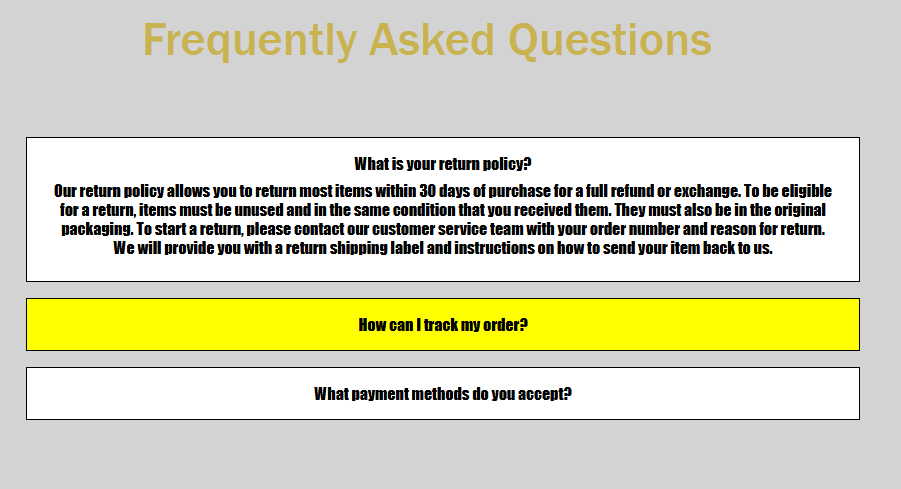 Frequently Asked Questions
What is your return policy?
Our return policy allows you to return most items within 30 days of purchase for a full refund or exchange. To be eligible
for a return, items must be unused and in the same condition that you received them. They must also be in the original
packaging. To start a return, please contact our customer service team with your order number and reason for return.
We will provide you with a return shipping label and instructions on how to send your item back to us.
How can I track my order?
What payment methods do you accept?